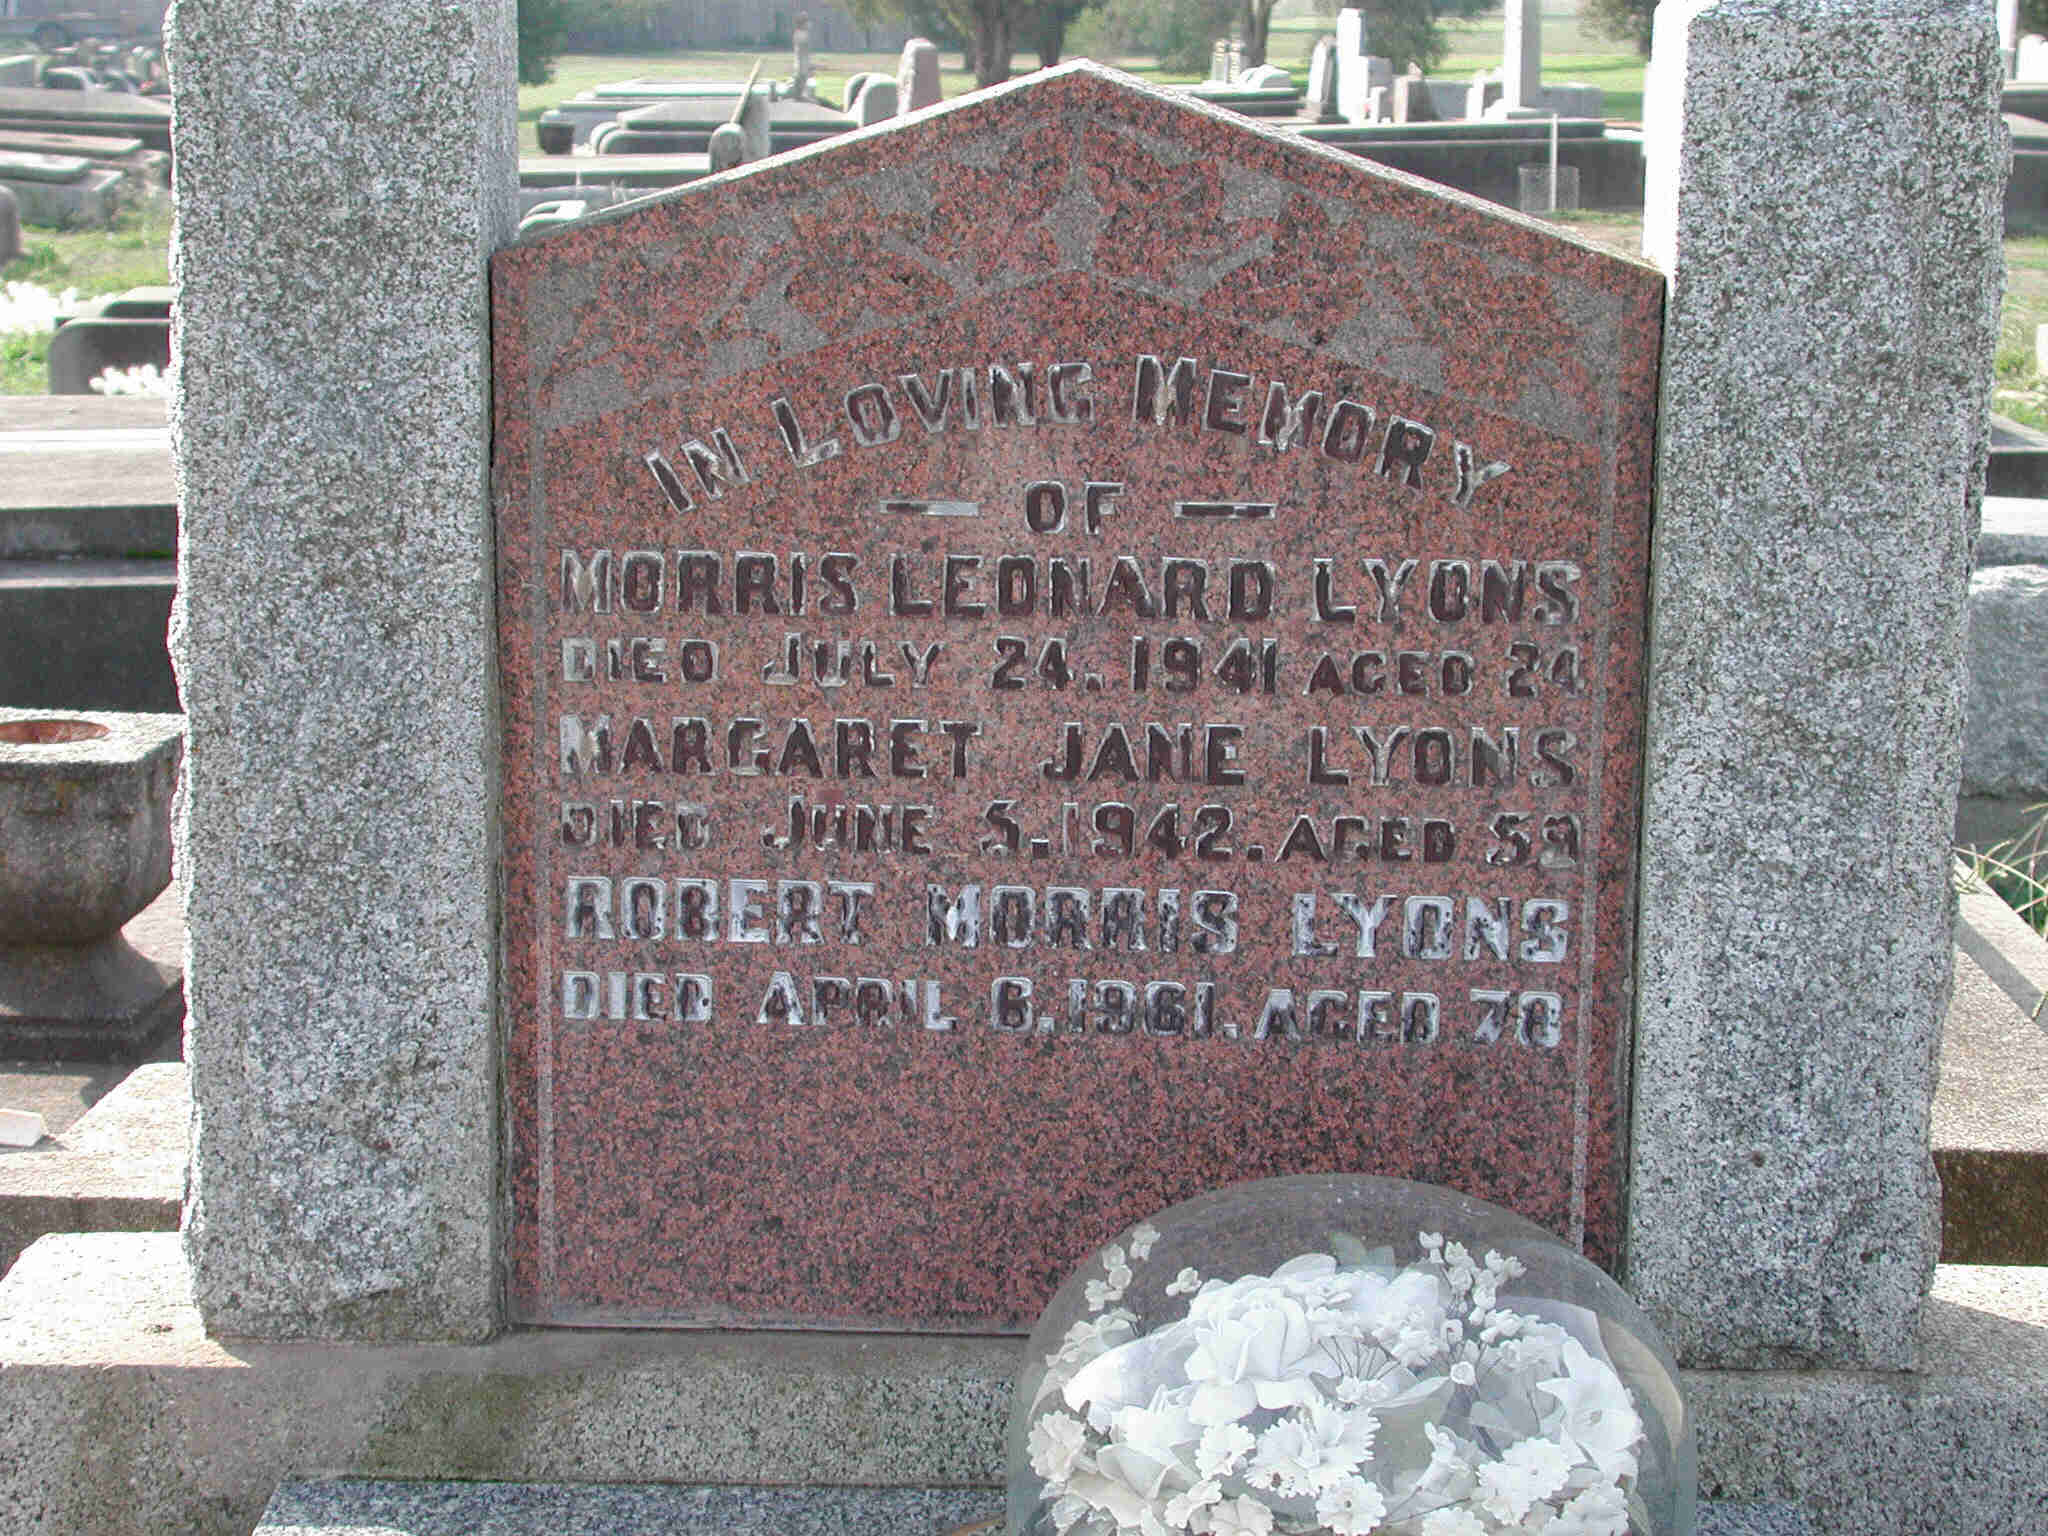 IN LOVING MEMORY
— OF —
MORRIS LEONARD LYONS
DIED JULY 24. 1941 AGED 24
MARGARET JANE LYONS
DIED JUNE 5. 1942. AGED 59
ROBERT MORRIS LYONS
DIED APRIL 6. 1961. AGED 78